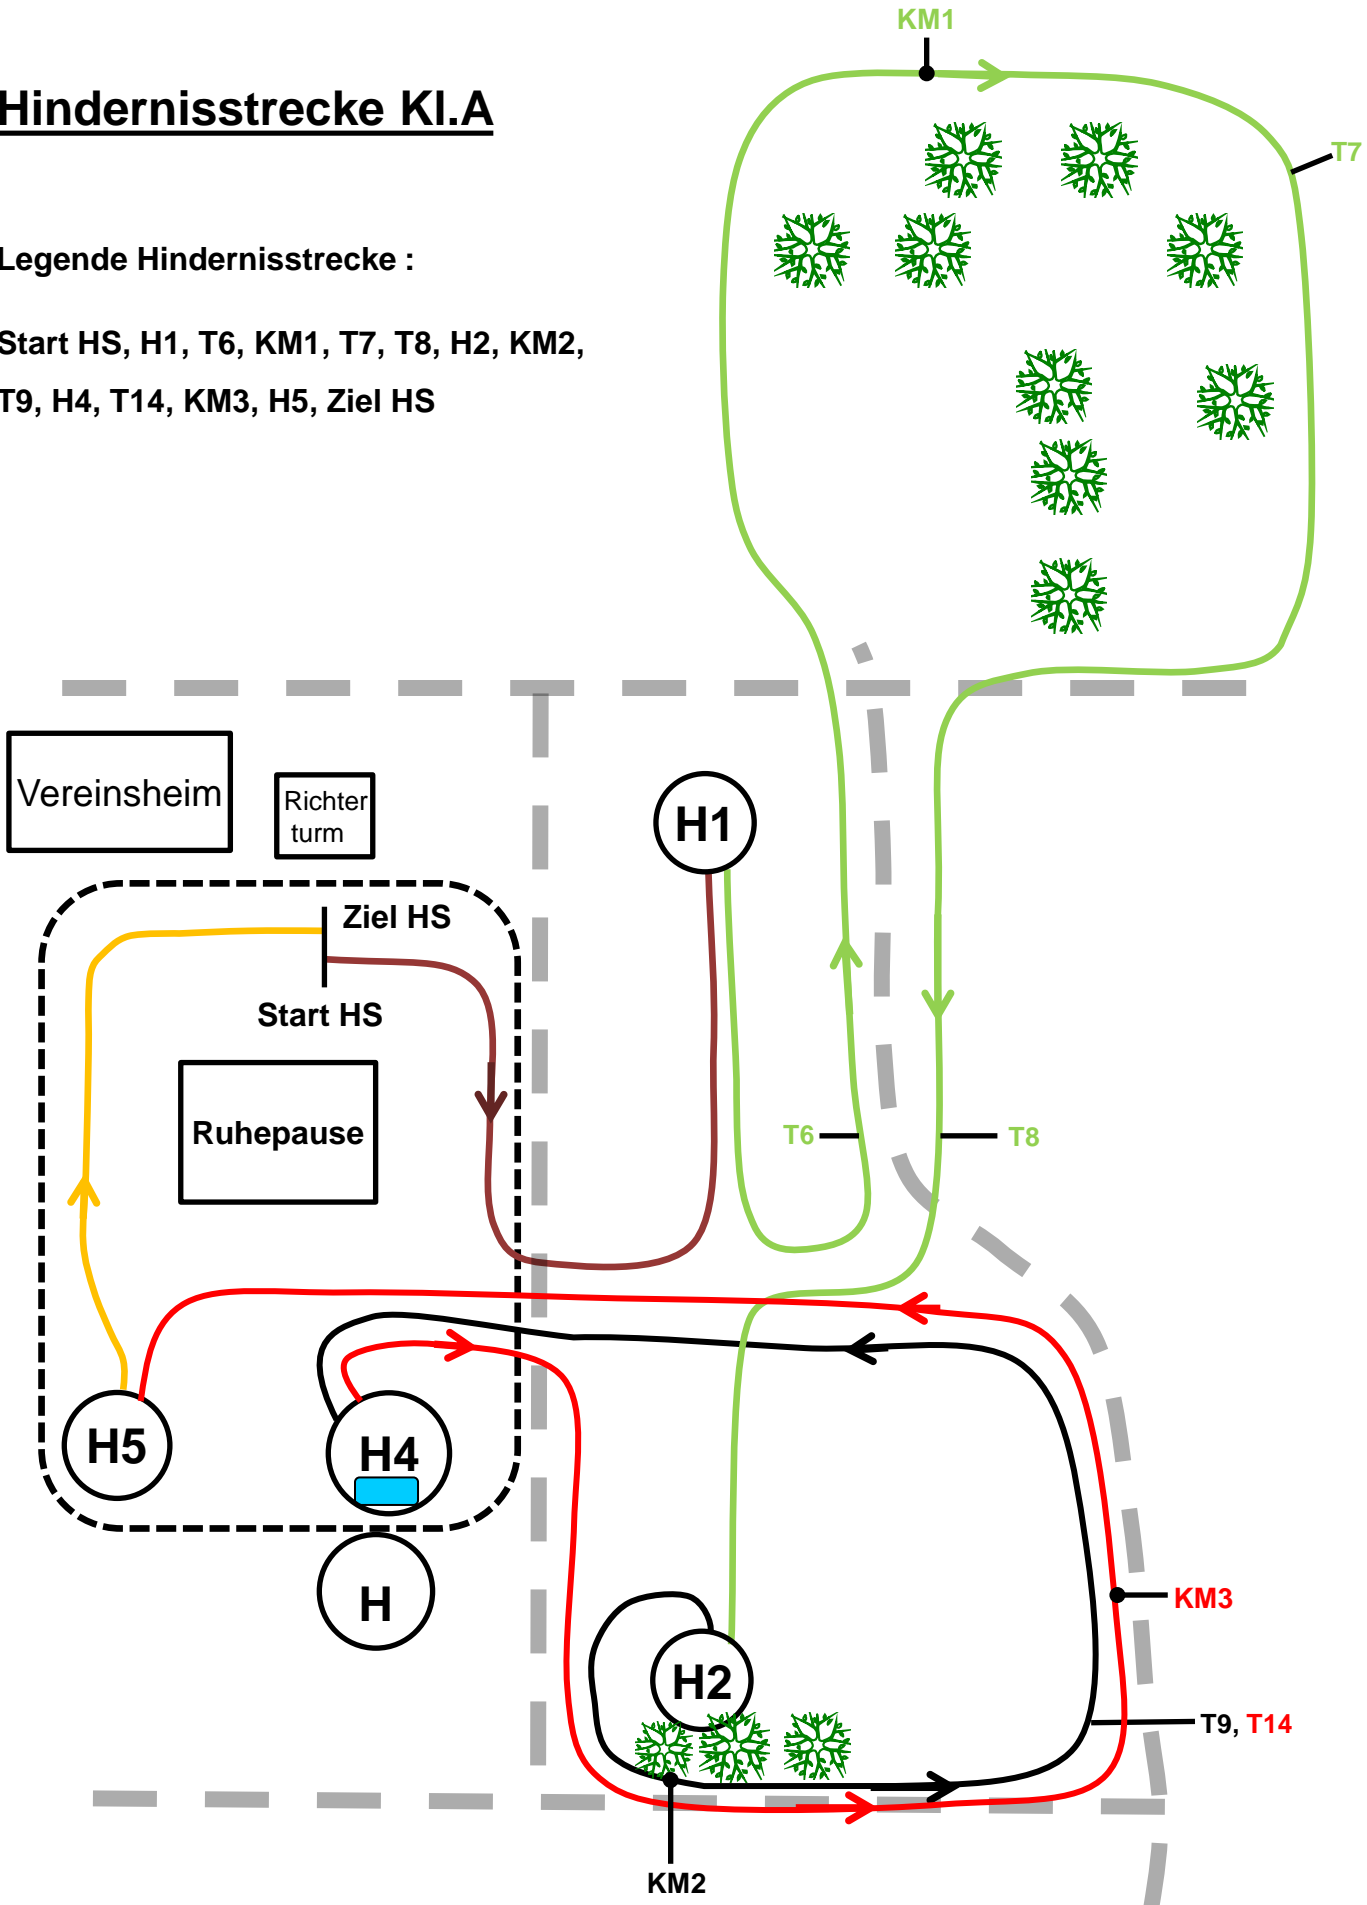 KM1
Hindernisstrecke Kl.A
T7
Legende Hindernisstrecke :
Start HS, H1, T6, KM1, T7, T8, H2, KM2,
T9, H4, T14, KM3, H5, Ziel HS
Vereinsheim
Richter
turm
H1
Ziel HS
Start HS
Ruhepause
T6
T8
H5
H4
H
KM3
H2
T9, T14
KM2